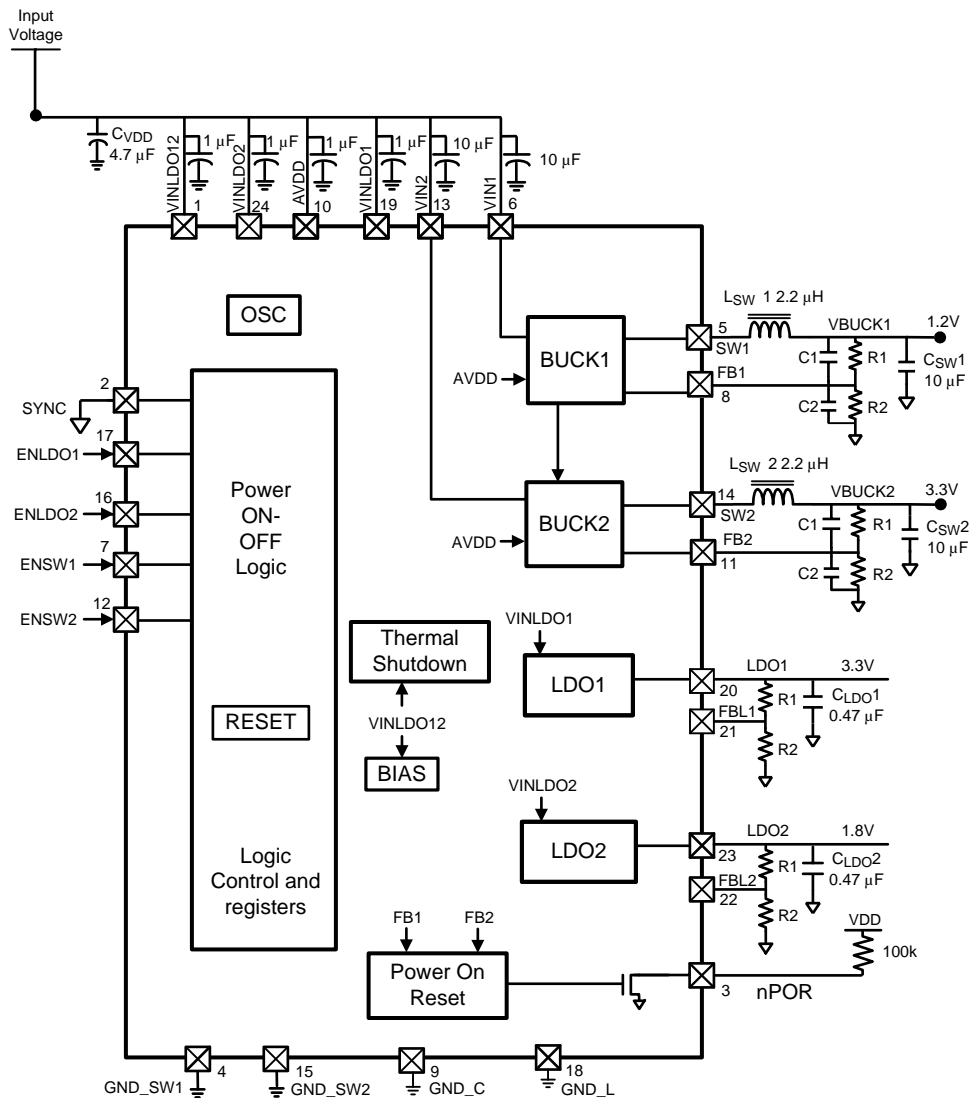 Input
Voltage
CVDD
4.7 µF
VINLDO12
1 µF
VINLDO2
1 µF
AVDD
1 µF
VINLDO1
1 µF
VIN2
10 µF
VIN1
10 µF
1
24
10
19
13
6
OSC
BUCK1
AVDD
5
SW1
FB1
8
LSW 1 2.2 µH
VBUCK1
1.2V
C1
R1
CSW1
10 µF
C2
R2
2
SYNC
17
ENLDO1
16
ENLDO2
7
ENSW1
12
ENSW2
Power
ON-
OFF
Logic
RESET
Logic
Control and
registers
BUCK2
AVDD
14
SW2
FB2
11
LSW 2 2.2 µH
VBUCK2
3.3V
C1
R1
CSW2
10 µF
C2
R2
Thermal
Shutdown
VINLDO12
BIAS
VINLDO1
LDO1
20
FBL1
21
LDO1
3.3V
R1
CLDO1
0.47 µF
R2
VINLDO2
LDO2
23
FBL2
22
LDO2
1.8V
R1
CLDO2
0.47 µF
R2
FB1
FB2
Power On
Reset
3
nPOR
VDD
100k
GND_SW1
4
15
GND_SW2
9
GND_C
18
GND_L